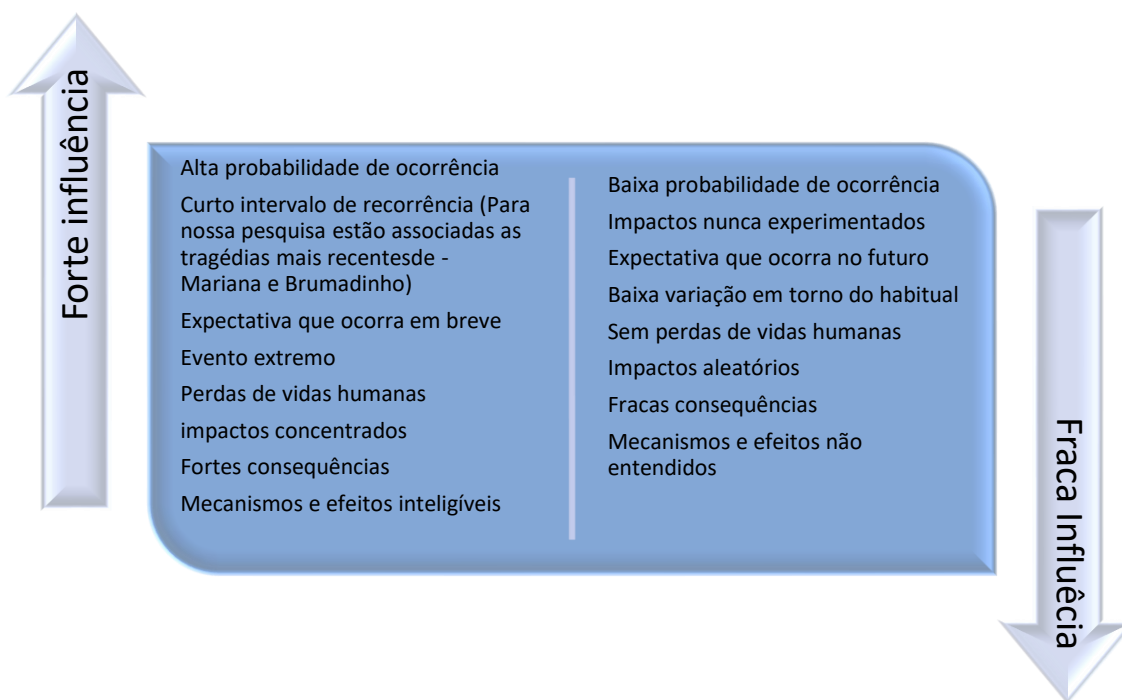 Forte influência
Alta probabilidade de ocorrência
Curto intervalo de recorrência (Para
nossa pesquisa estão associadas as
tragédias mais recentesde -
Mariana e Brumadinho)
Expectativa que ocorra em breve
Evento extremo
Perdas de vidas humanas
impactos concentrados
Fortes consequências
Mecanismos e efeitos inteligíveis
Baixa probabilidade de ocorrência
Impactos nunca experimentados
Expectativa que ocorra no futuro
Baixa variação em torno do habitual
Sem perdas de vidas humanas
Impactos aleatórios
Fracas consequências
Mecanismos e efeitos não
entendidos
Fraca Influêcia